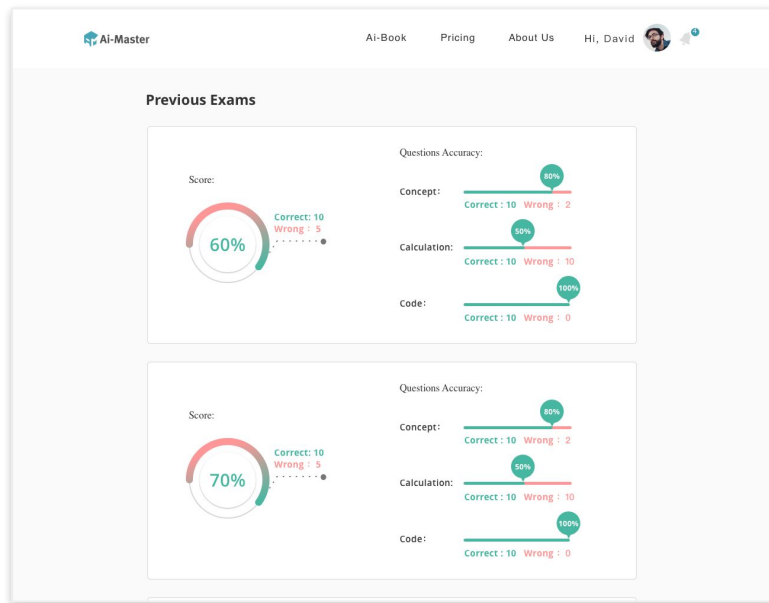 Ai-Master
Ai-Book Pricing About Us Hi, David 4
Previous Exams
Score:
60%
Correct: 10
Wrong : 5
Questions Accuracy:
80%
Concept:
Correct : 10 Wrong : 2
50%
Calculation:
Correct : 10 Wrong : 10
100%
Code:
Correct : 10 Wrong : 0
Score:
70%
Correct: 10
Wrong : 5
Questions Accuracy:
80%
Concept:
Correct : 10 Wrong : 2
50%
Calculation:
Correct : 10 Wrong : 10
100%
Code:
Correct : 10 Wrong : 0